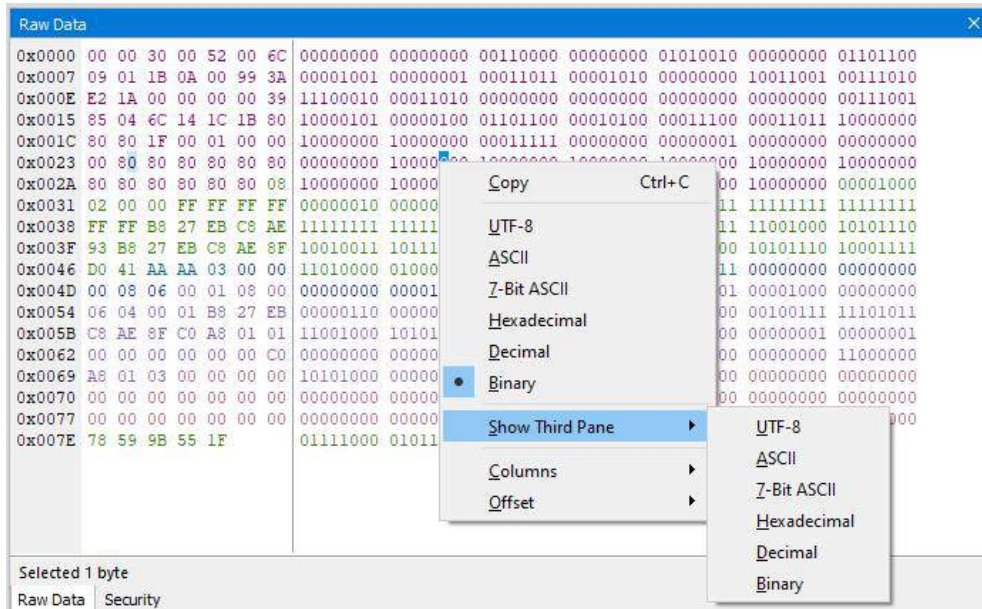 Raw Data
0x0000 00 00 30 00 52 00 6C 00000000 00000000 00110000 00000000 01010010 00000000 01101100
0x0007 09 01 1B 0A 00 99 3A 00001001 00000001 00011011 00001010 00000000 10011001 00111010
0x000E E2 1A 00 00 00 00 39 11100010 00011010 00000000 00000000 00000000 00000000 00111001
0x0015 85 04 6C 14 1C 1B 80 10000101 00000100 01101100 00010100 00011100 00011011 10000000
0x001C 80 80 1F 00 01 00 00 10000000 10000000 00011111 00000000 00000001 00000000 00000000
0x0023 00 80 80 80 80 80 80 00000000 10000000 10000000 10000000 10000000 10000000 10000000
0x002A 80 80 80 80 80 80 08 10000000 10000000 00001000
0x0031 02 00 00 FF FF FF FF 00000010 11111111 11111111
0x0038 FF FF B8 27 EB C8 AE 11111111 11001000 10101110
0x003F 93 B8 27 EB C8 AE 8F 10010011 10101110 10001111
0x0046 D0 41 AA AA 03 00 00 11010000 00000000 00000000
0x004D 00 08 06 00 01 08 00 00000000 00001000 00000000
0x0054 06 04 00 01 B8 27 EB 00000110 00100111 11101011
0x005B C8 AE 8F C0 A8 01 01 11001000 00000001 00000001
0x0062 00 00 00 00 00 00 C0 00000000 00000000 11000000
0x0069 A8 01 03 00 00 00 00 10101000 00000000 00000000
0x0070 00 00 00 00 00 00 00 00000000 00000000 00000000
0x0077 00 00 00 00 00 00 00 00000000
0x007E 78 59 9B 55 1F 01111000
Copy Ctrl+C
UTF-8
ASCII
7-Bit ASCII
Hexadecimal
Decimal
Binary
Show Third Pane
Columns
Offset
UTF-8
ASCII
7-Bit ASCII
Hexadecimal
Decimal
Binary
Selected 1 byte
Raw Data Security